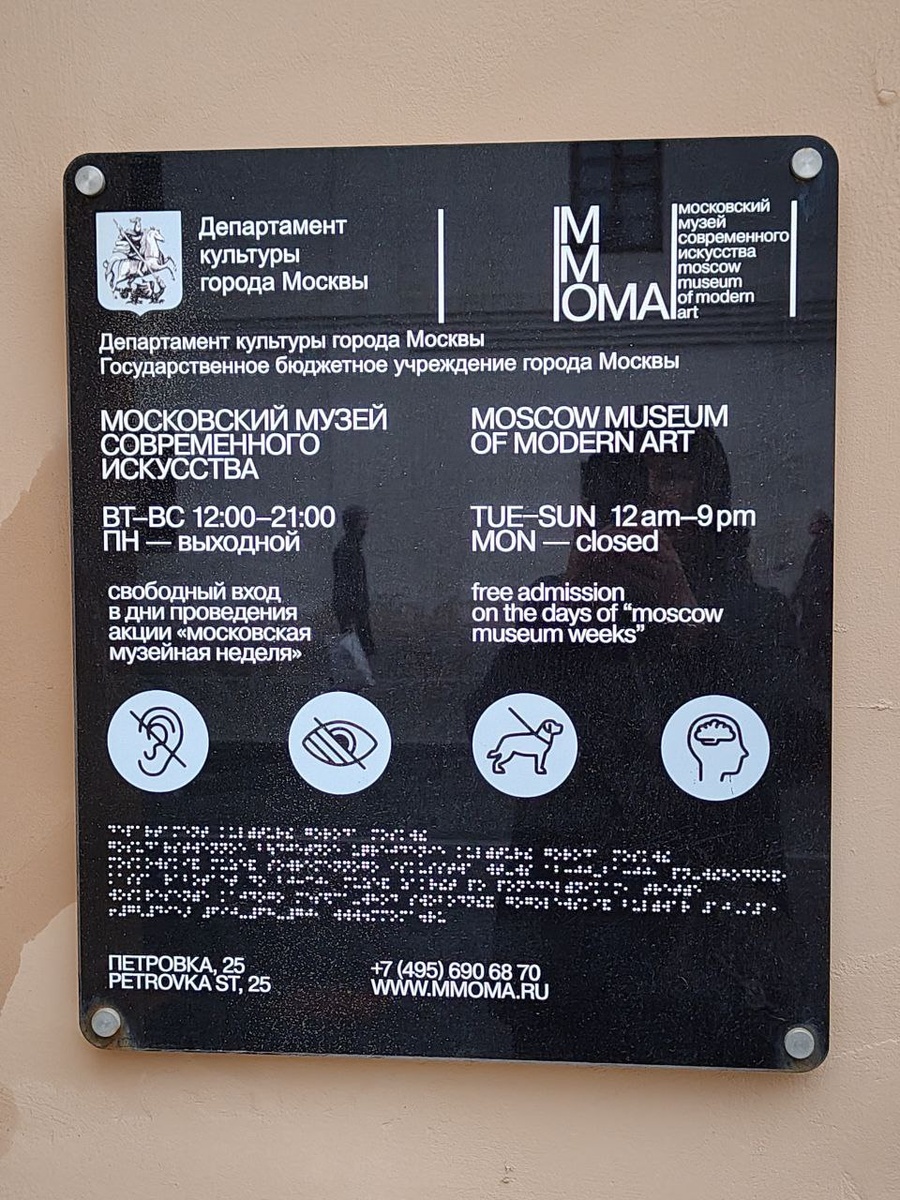 Департамент
культуры
города Москвы
M
M
OMA
московский
музей
современного
искусства
moscow
museum
of modern
art
Департамент культуры города Москвы
Государственное бюджетное учреждение города Москвы
МОСКОВСКИЙ МУЗЕЙ
СОВРЕМЕННОГО
ИСКУССТВА
ВТ–ВС 12:00–21:00
ПН — выходной
свободный вход
в дни проведения
акции «московская
музейная неделя»
MOSCOW MUSEUM
OF MODERN ART
TUE–SUN 12 am–9 pm
MON — closed
free admission
on the days of “moscow
museum weeks”
ПЕТРОВКА, 25
PETROVKA ST, 25
+7 (495) 690 68 70
WWW.MMOMA.RU